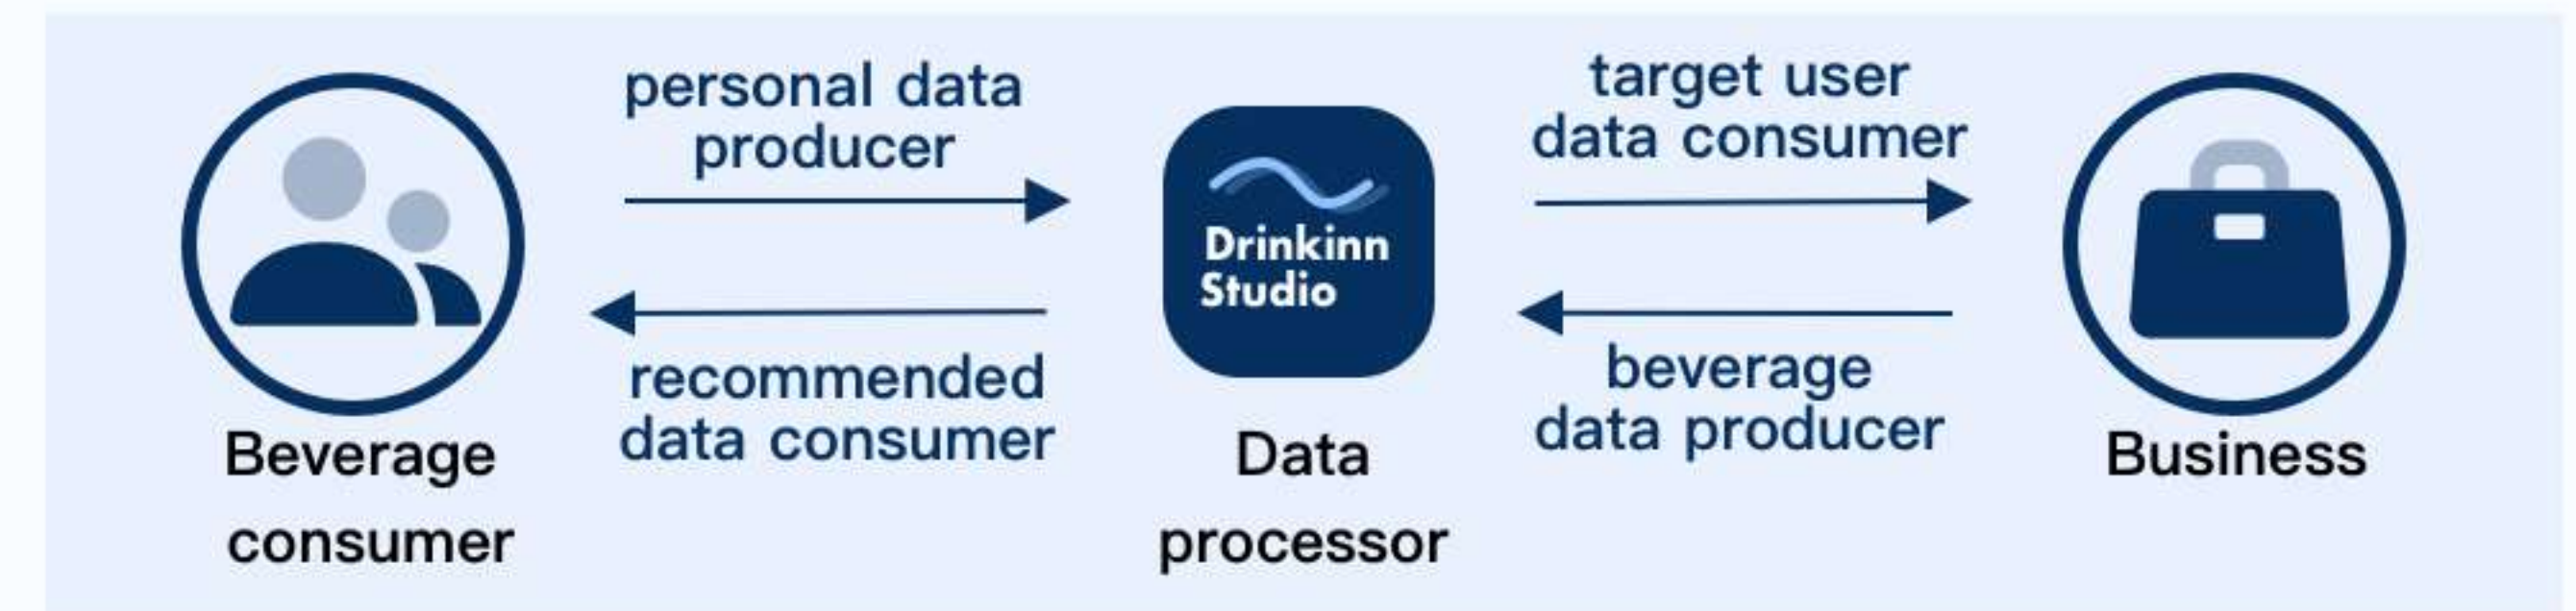 personal data
producer
target user
data consumer
Drinkinn
Studio
recommended
data consumer
beverage
data producer
Beverage
consumer
Data
processor
Business